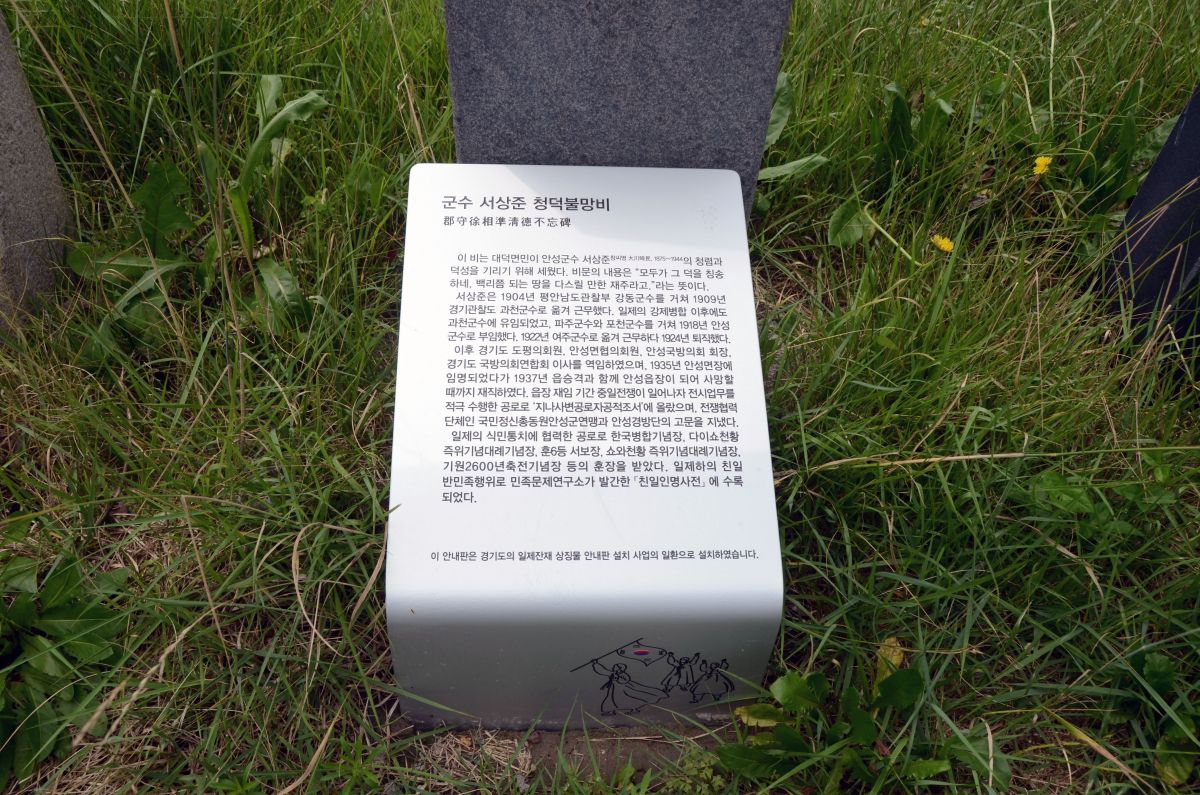 군수 서상준 청덕불망비
郡守徐相準淸德不忘碑
이 비는 대덕면민이 안성군수 서상준창씨명 大川相晙, 1875~1944의 청렴과
덕성을 기리기 위해 세웠다. 비문의 내용은 “모두가 그 덕을 칭송
하네, 백리쯤 되는 땅을 다스릴 만한 재주라고.”라는 뜻이다.
서상준은 1904년 평안남도관찰부 강동군수를 거쳐 1909년
경기관찰도 과천군수로 옮겨 근무했다. 일제의 강제병합 이후에도
과천군수에 유임되었고, 파주군수와 포천군수를 거쳐 1918년 안성
군수로 부임했다. 1922년 여주군수로 옮겨 근무하다 1924년 퇴직했다.
이후 경기도 도평의회원, 안성면협의회원, 안성국방의회 회장,
경기도 국방의회연합회 이사를 역임하였으며, 1935년 안성면장에
임명되었다가 1937년 읍승격과 함께 안성읍장이 되어 사망할
때까지 재직하였다. 읍장 재임 기간 중일전쟁이 일어나자 전시업무를
적극 수행한 공로로 ‘지나사변공로자공적조서’에 올랐으며, 전쟁협력
단체인 국민정신총동원안성군연맹과 안성경방단의 고문을 지냈다.
일제의 식민통치에 협력한 공로로 한국병합기념장, 다이쇼천황
즉위기념대례기념장, 훈6등 서보장, 쇼와천황 즉위기념대례기념장,
기원2600년축전기념장 등의 훈장을 받았다. 일제하의 친일
반민족행위로 민족문제연구소가 발간한 「친일인명사전」에 수록
되었다.
이 안내판은 경기도의 일제잔재 상징물 안내판 설치 사업의 일환으로 설치하였습니다.